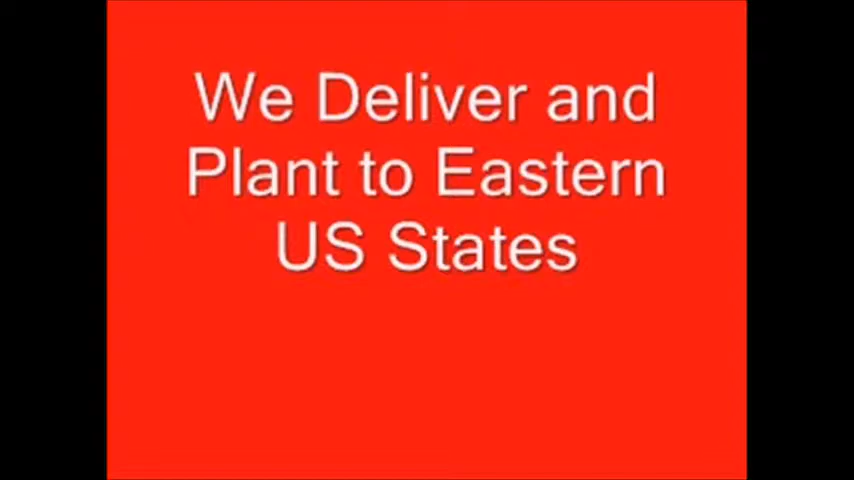 We Deliver and
Plant to Eastern
US States